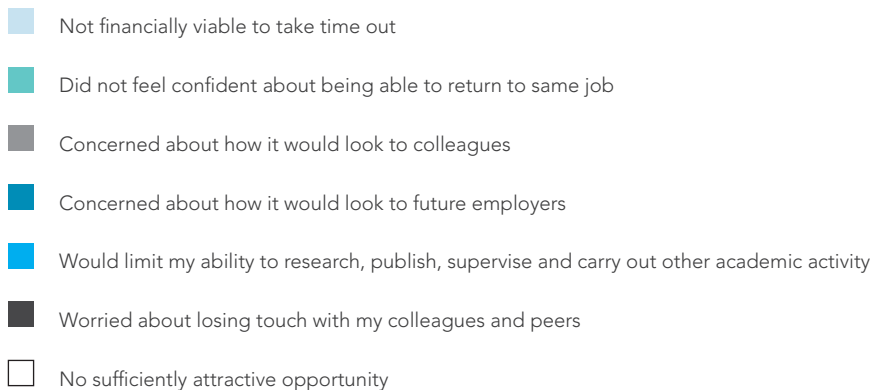 Not financially viable to take time out
Did not feel confident about being able to return to same job
Concerned about how it would look to colleagues
Concerned about how it would look to future employers
Would limit my ability to research, publish, supervise and carry out other academic activity
Worried about losing touch with my colleagues and peers
No sufficiently attractive opportunity